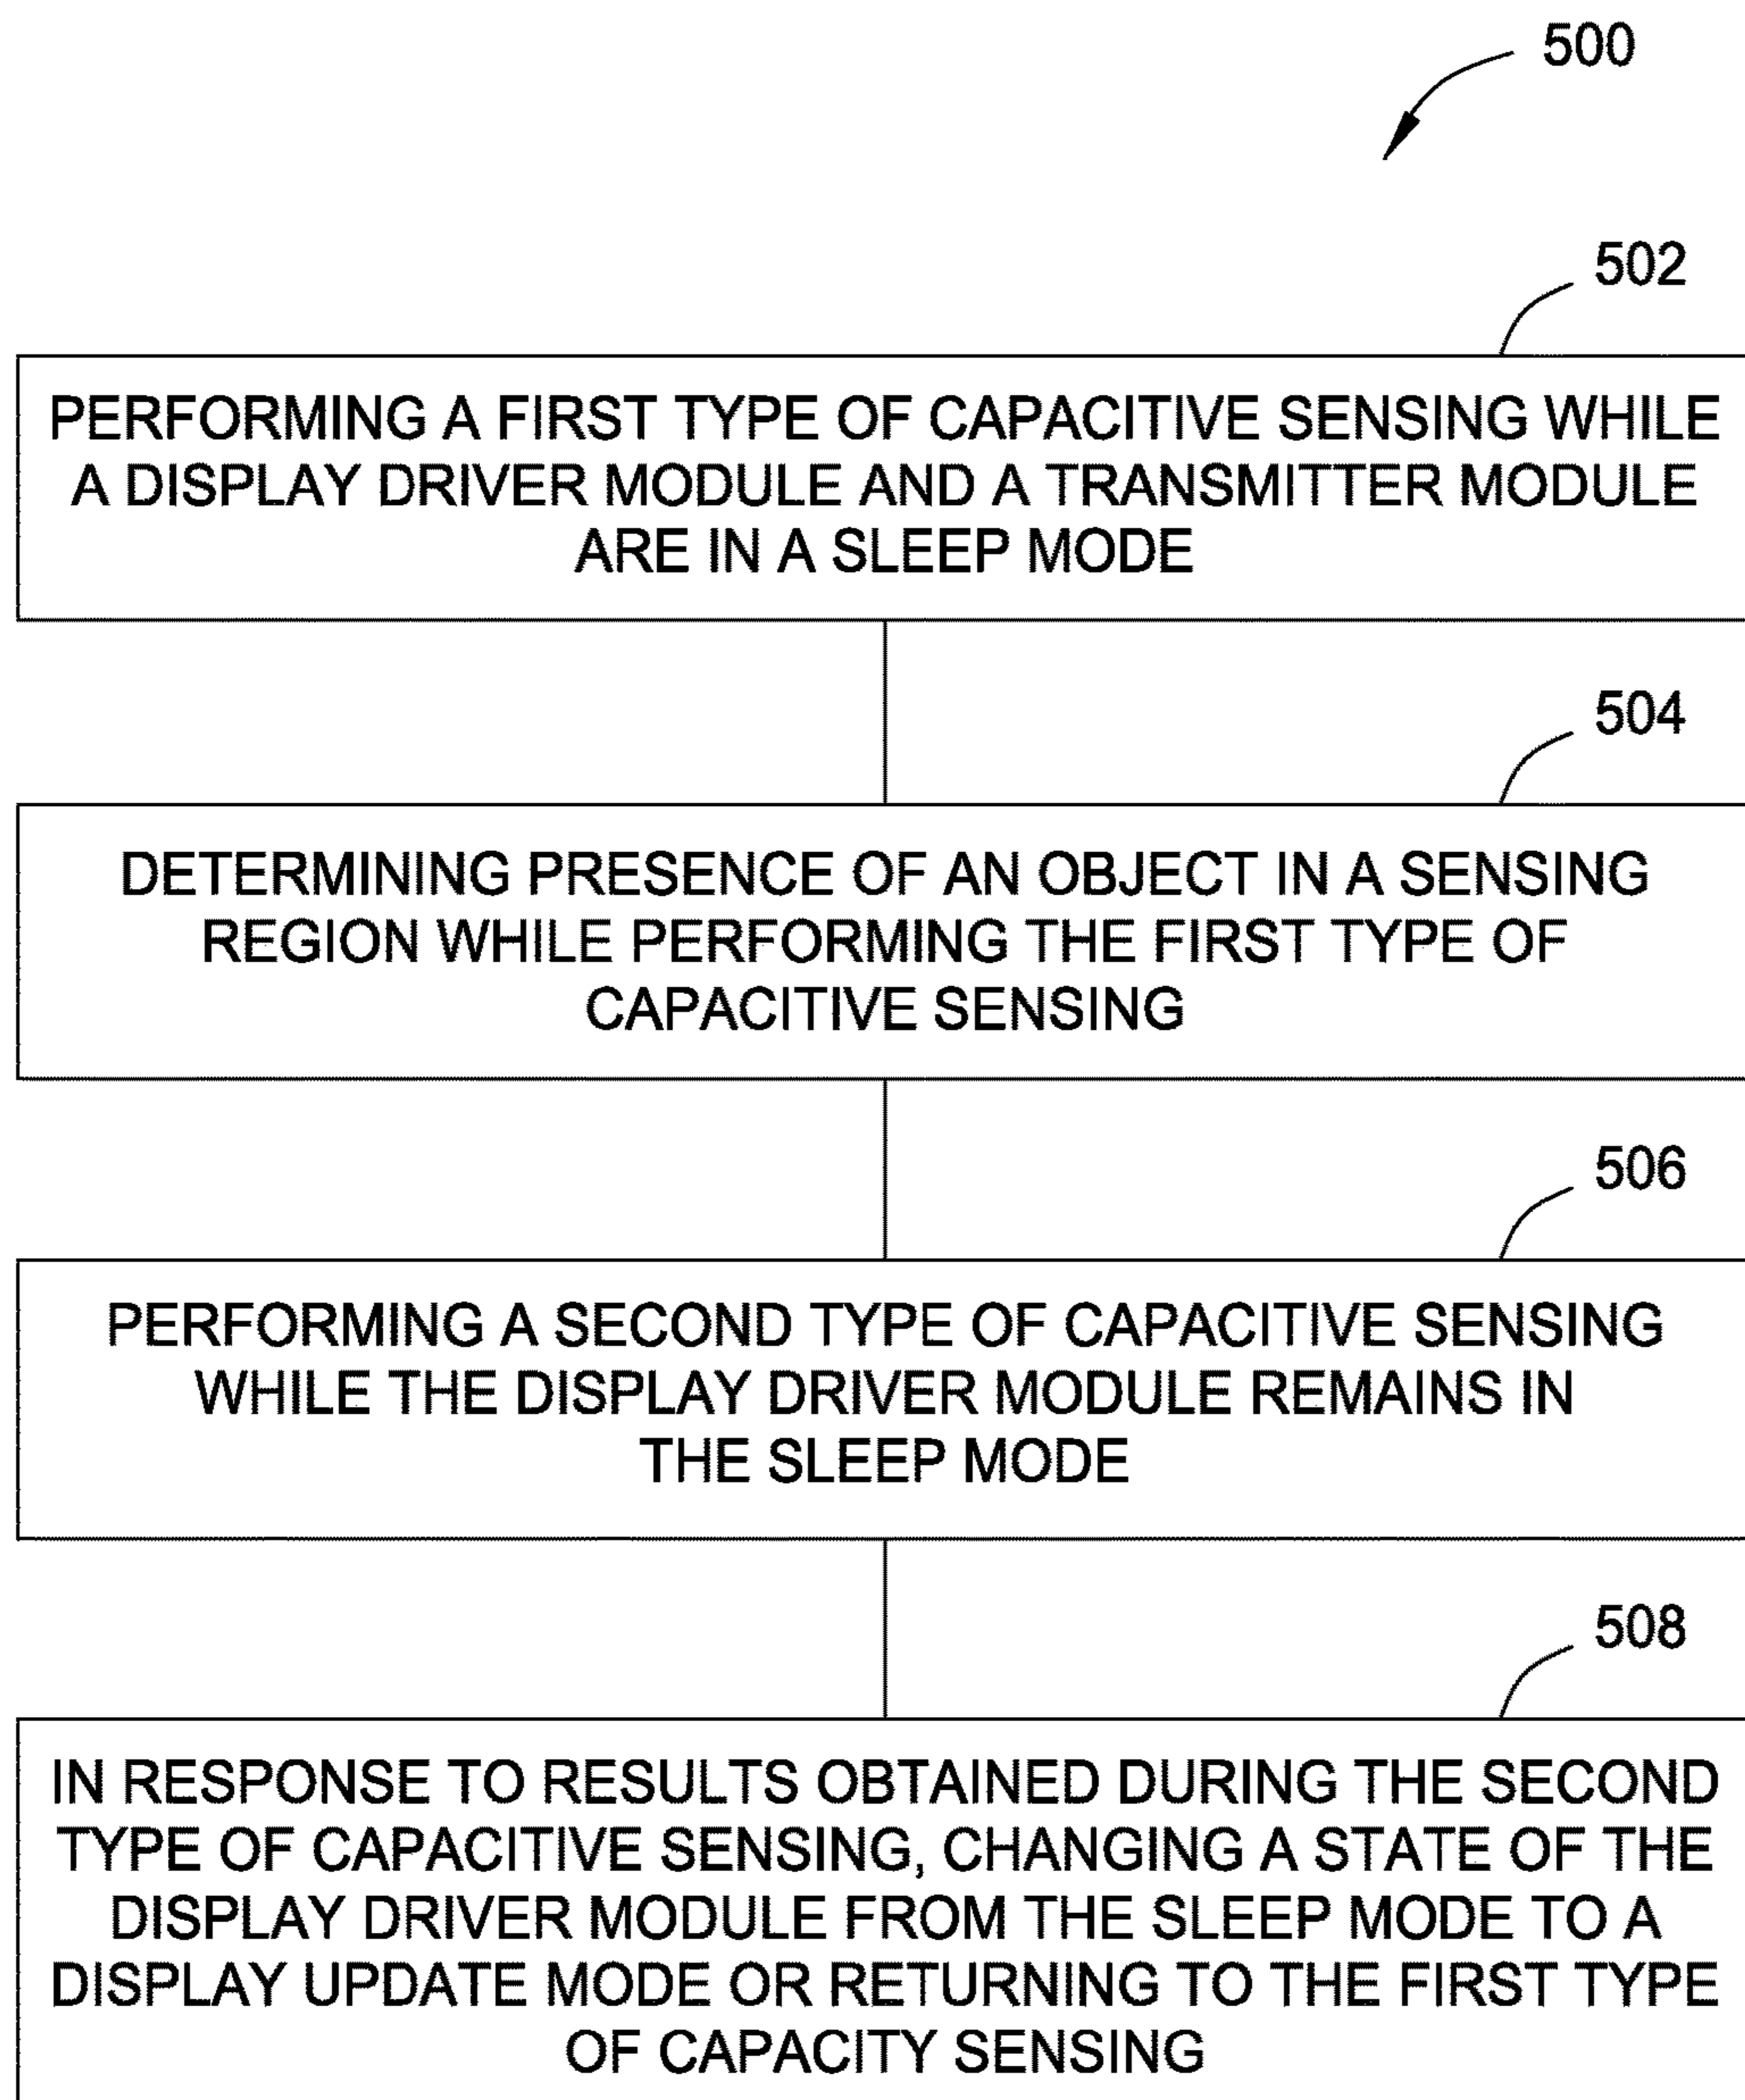 500
502
PERFORMING A FIRST TYPE OF CAPACITIVE SENSING WHILE
A DISPLAY DRIVER MODULE AND A TRANSMITTER MODULE
ARE IN A SLEEP MODE
504
DETERMINING PRESENCE OF AN OBJECT IN A SENSING
REGION WHILE PERFORMING THE FIRST TYPE OF
CAPACITIVE SENSING
506
PERFORMING A SECOND TYPE OF CAPACITIVE SENSING
WHILE THE DISPLAY DRIVER MODULE REMAINS IN
THE SLEEP MODE
508
IN RESPONSE TO RESULTS OBTAINED DURING THE SECOND
TYPE OF CAPACITIVE SENSING, CHANGING A STATE OF THE
DISPLAY DRIVER MODULE FROM THE SLEEP MODE TO A
DISPLAY UPDATE MODE OR RETURNING TO THE FIRST TYPE
OF CAPACITY SENSING